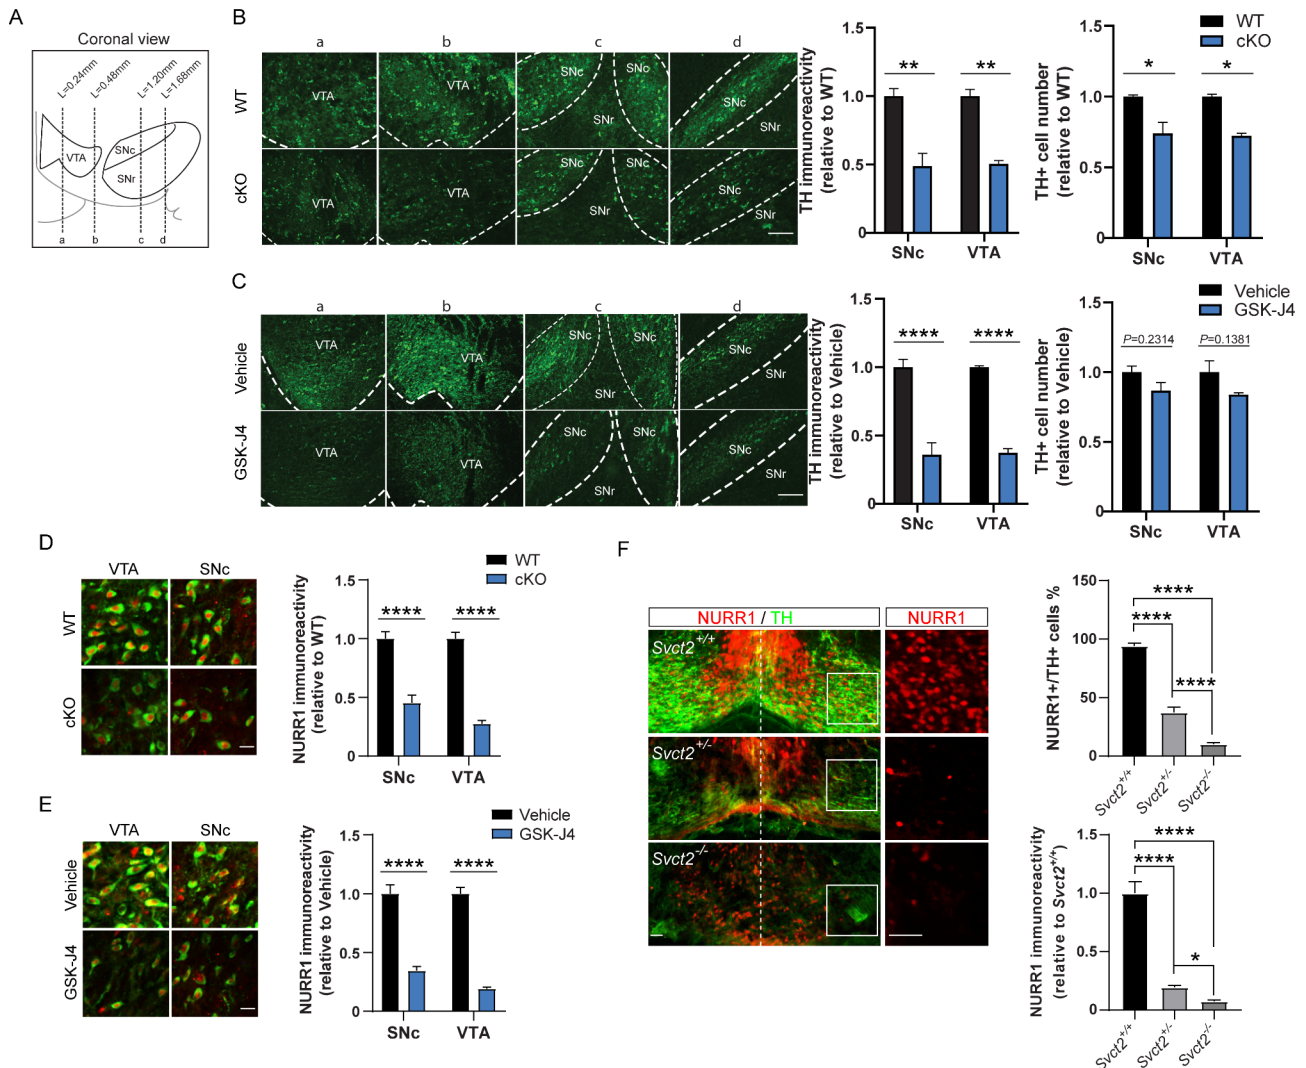 A
Coronal view
L=0.24mm
L=0.48mm
L=1.20mm
L=1.68mm
VTA
SNc
SNr
a
b
c
d
B
a
b
c
d
WT
VTA
VTA
SNc
SNc
SNr
SNc
SNr
cKO
VTA
VTA
SNc
SNc
SNr
SNc
SNr
TH immunoreactivity
(relative to WT)
1.5
1.0
0.5
0
**
**
SNc
VTA
TH+ cell number
(relative to WT)
1.5
1.0
0.5
0
*
*
SNc
VTA
WT
cKO
C
a
b
c
d
Vehicle
VTA
VTA
SNc
SNc
SNr
SNc
SNr
GSK-J4
VTA
VTA
SNc
SNc
SNr
SNc
SNr
TH immunoreactivity
(relative to Vehicle)
1.5
1.0
0.5
0
****
****
SNc
VTA
TH+ cell number
(relative to Vehicle)
1.5
1.0
0.5
0
P=0.2314
P=0.1381
SNc
VTA
Vehicle
GSK-J4
D
VTA
SNc
WT
cKO
NURR1 immunoreactivity
(relative to WT)
1.5
1.0
0.5
0
****
****
SNc
VTA
WT
cKO
E
VTA
SNc
Vehicle
GSK-J4
NURR1 immunoreactivity
(relative to Vehicle)
1.5
1.0
0.5
0
****
****
SNc
VTA
Vehicle
GSK-J4
F
NURR1 / TH
NURR1
Svct2+/+
Svct2+/-
Svct2-/-
NURR1+/TH+ cells %
150
100
50
0
****
****
****
Svct2+/+
Svct2+/-
Svct2-/-
NURR1 immunoreactivity
(relative to Svct2+/+)
1.5
1.0
0.5
0
****
****
*
Svct2+/+
Svct2+/-
Svct2-/-